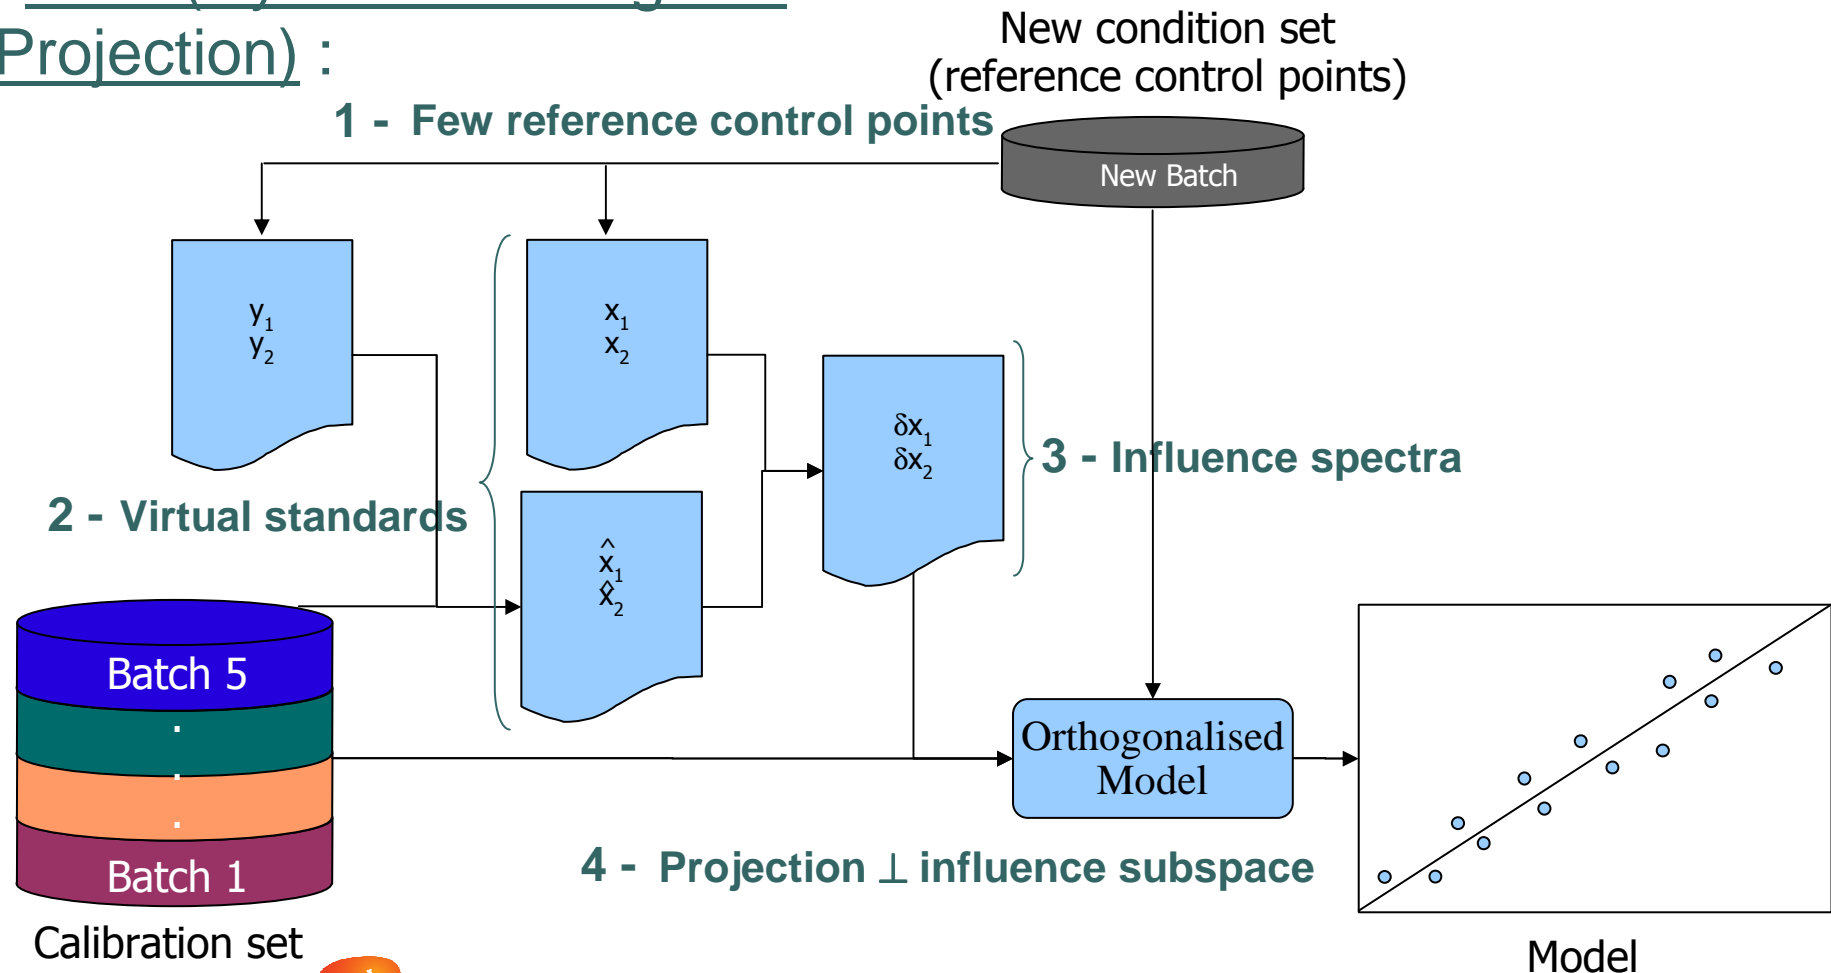 Projection) :
New condition set
(reference control points)
1 - Few reference control points
New Batch
y1
y2
x1
x2
δx1
δx2
3 - Influence spectra
2 - Virtual standards
x̂1
x̂2
Batch 5
.
.
.
Batch 1
Orthogonalised
Model
4 - Projection ⊥ influence subspace
Calibration set
Model